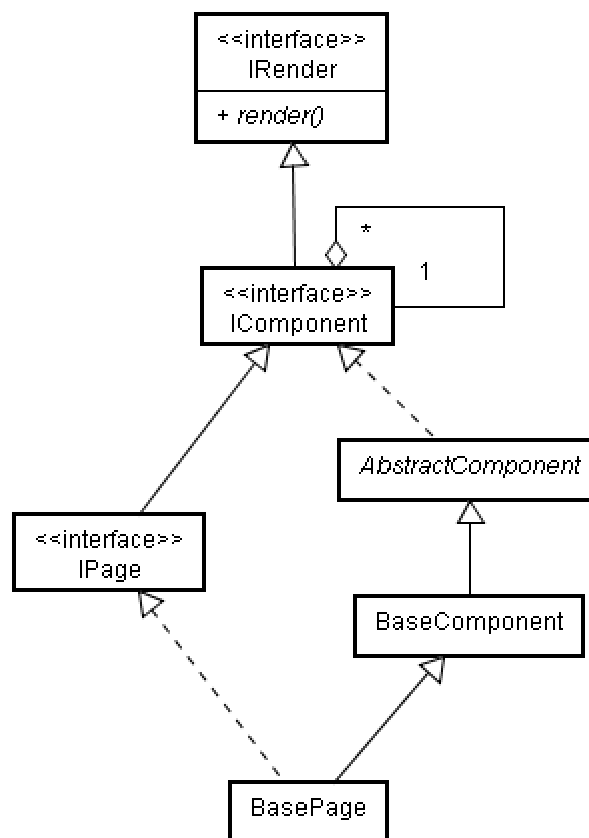 <<interface>>
IRender
+ render()
*
1
<<interface>>
IComponent
AbstractComponent
<<interface>>
IPage
BaseComponent
BasePage